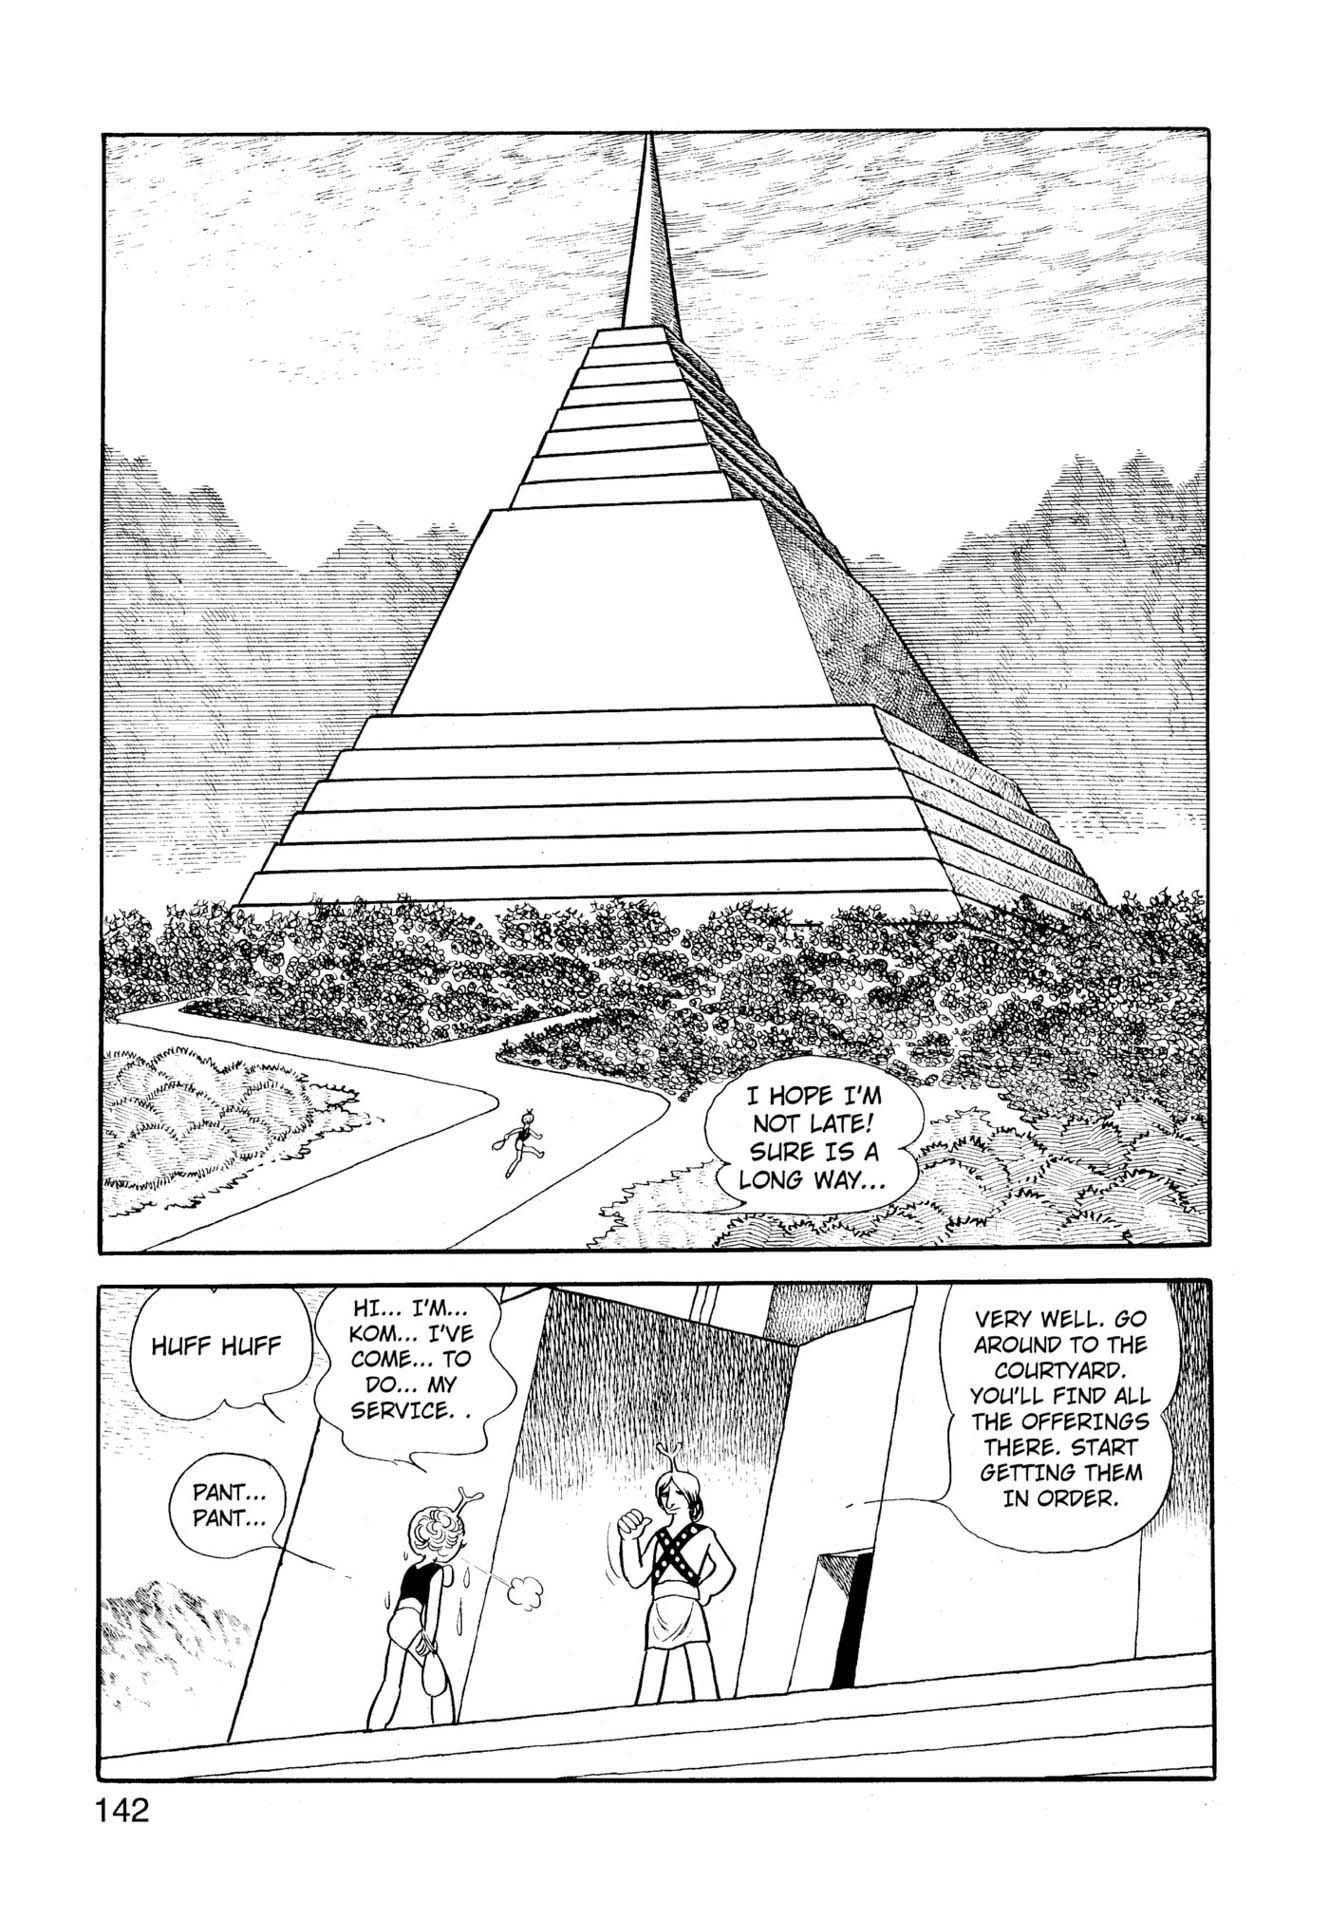 I HOPE I'M
NOT LATE!
SURE IS A
LONG WAY...
HUFF HUFF
PANT...
PANT...
HI... I'M...
KOM... I'VE
COME... TO
DO... MY
SERVICE. .
VERY WELL. GO
AROUND TO THE
COURTYARD.
YOU'LL FIND ALL
THE OFFERINGS
THERE. START
GETTING THEM
IN ORDER.
142